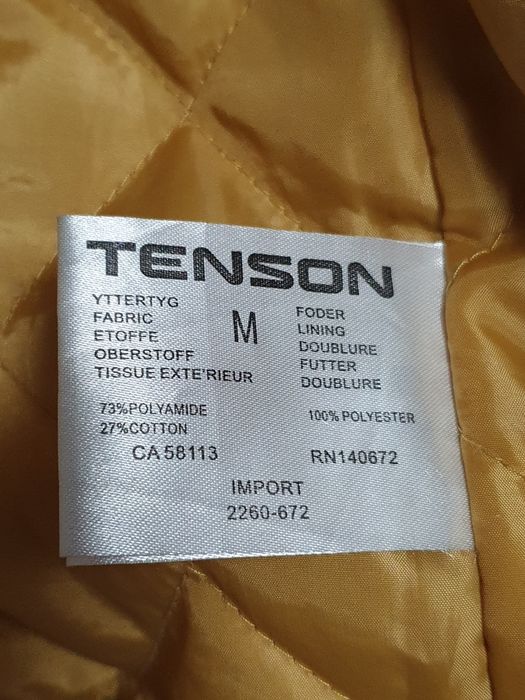 TENSON
YTTERTYG
FABRIC
ETOFFE
OBERSTOFF
TISSUE EXTE'RIEUR
M
FODER
LINING
DOUBLURE
FUTTER
DOUBLURE
73%POLYAMIDE
27%COTTON
100%POLYESTER
CA 58113
RN140672
IMPORT
2260-672